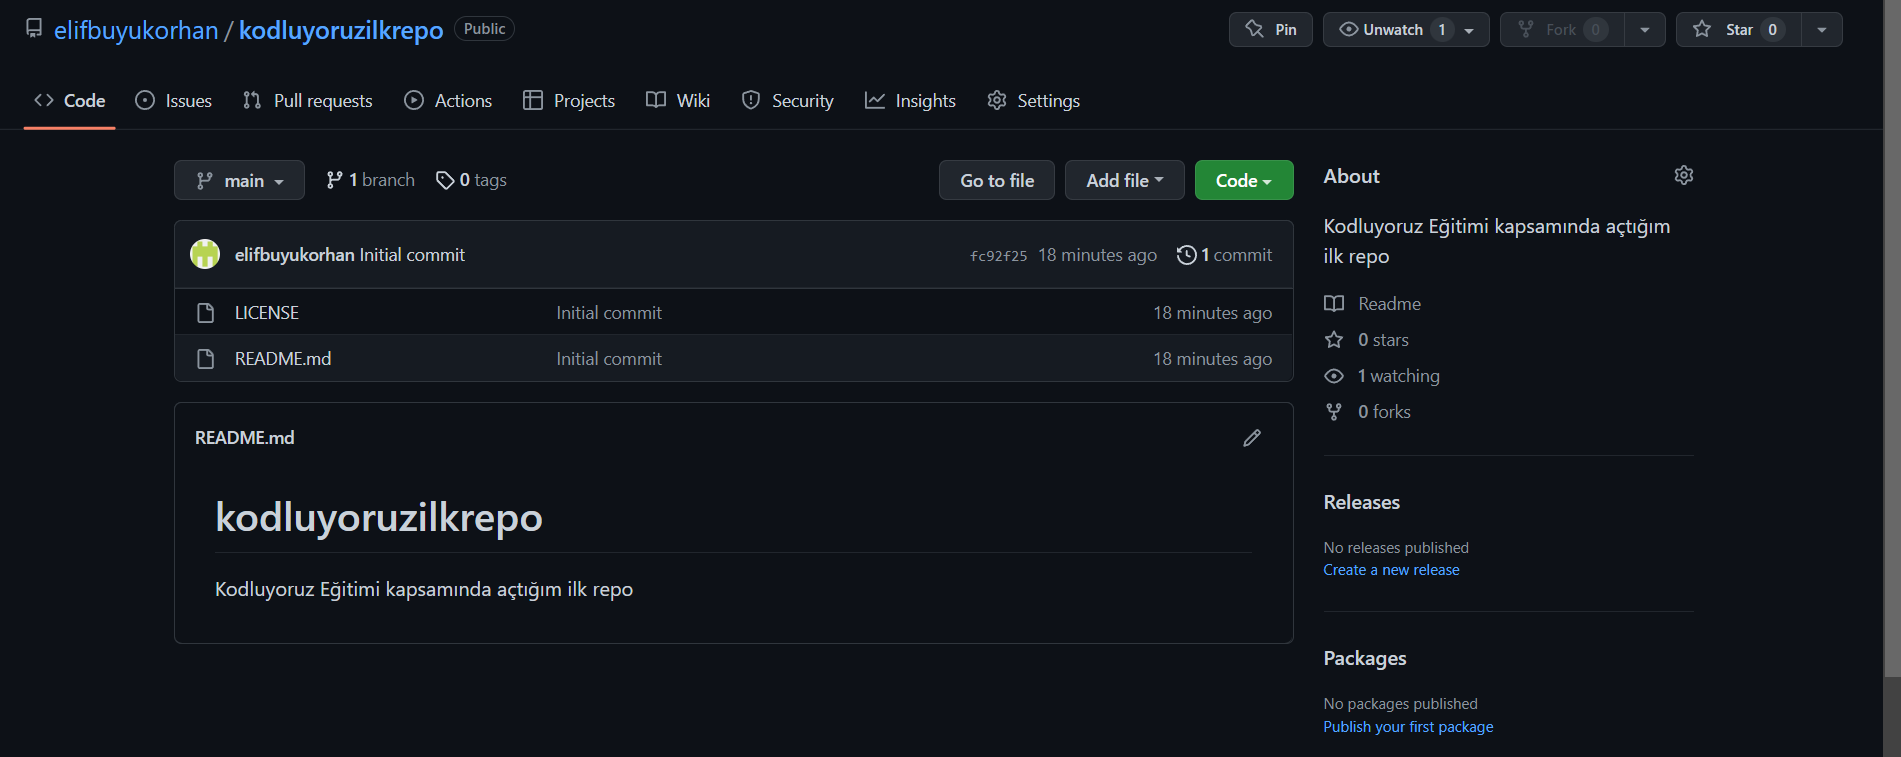 elifbuyukorhan / kodluyoruzilkrepo Public
Pin Unwatch 1 Fork 0 Star 0
Code Issues Pull requests Actions Projects Wiki Security Insights Settings
main 1 branch 0 tags Go to file Add file Code
elifbuyukorhan Initial commit fc92f25 18 minutes ago 1 commit
LICENSE Initial commit 18 minutes ago
README.md Initial commit 18 minutes ago
README.md
kodluyoruzilkrepo
Kodluyoruz Eğitimi kapsamında açtığım ilk repo
About
Kodluyoruz Eğitimi kapsamında açtığım
ilk repo
Readme
0 stars
1 watching
0 forks
Releases
No releases published
Create a new release
Packages
No packages published
Publish your first package